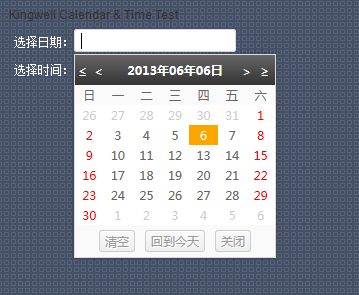 Kingwell Calendar & Time Test
选择日期:
选择时间:
≤ < 2013年06年06日 > ≥
日 一 二 三 四 五 六
26 27 28 29 30 31 1
2 3 4 5 6 7 8
9 10 11 12 13 14 15
16 17 18 19 20 21 22
23 24 25 26 27 28 29
30 1 2 3 4 5 6
清空 回到今天 关闭